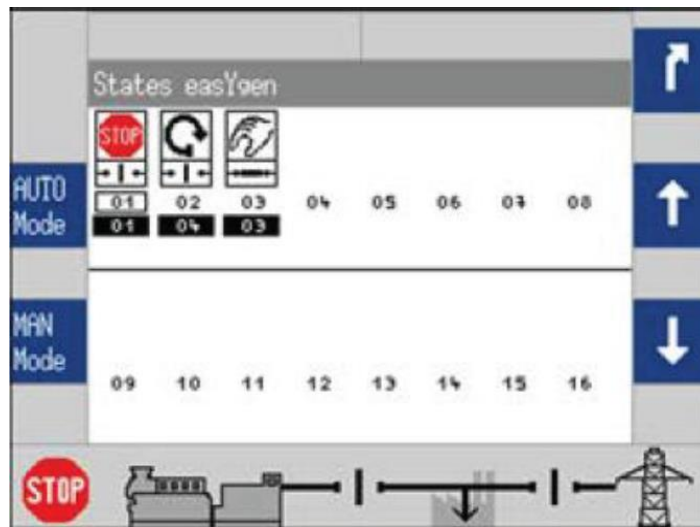 States easYgen
STOP
AUTO
Mode
01 02 03 04 05 06 07 08
01 04 03
MAN
Mode
09 10 11 12 13 14 15 16
STOP